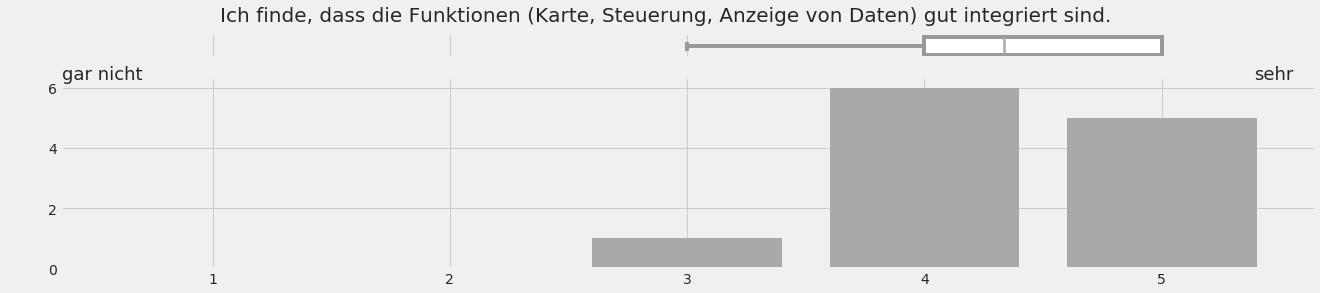 Ich finde, dass die Funktionen (Karte, Steuerung, Anzeige von Daten) gut integriert sind.
gar nicht
sehr
6
4
2
0
1 2 3 4 5